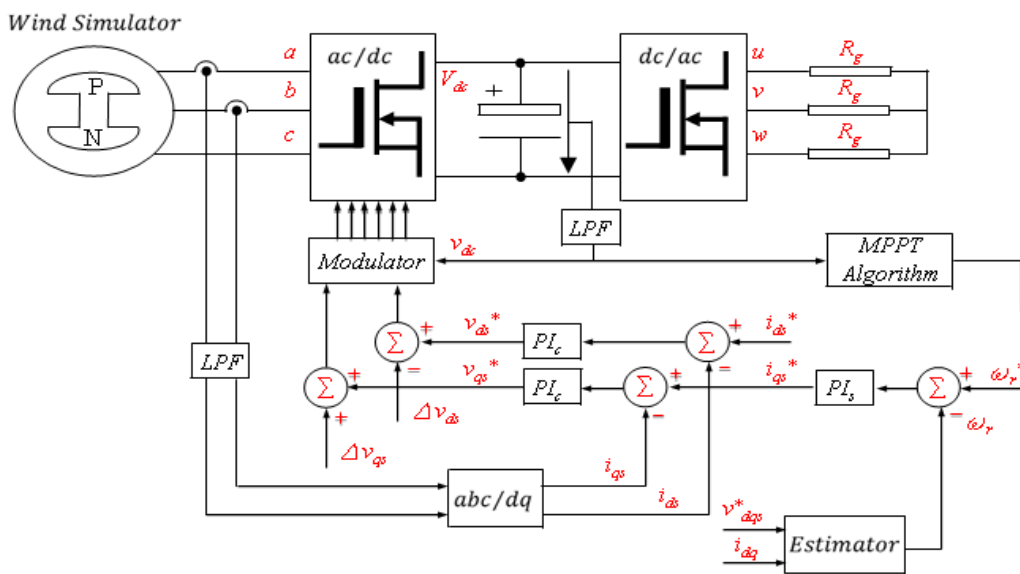 Wind Simulator
a
b
c
P
N
ac/dc
V_dc
+
dc/ac
u
v
w
R_g
R_g
R_g
LPF
v_dc
Modulator
MPPT
Algorithm
LPF
Σ
+
−
v_ds*
PI_c
Σ
+
−
i_ds*
Σ
+
+
v_qs*
PI_c
Σ
+
−
i_qs*
PI_s
Σ
+
−
ω_r*
ω_r
Δv_ds
Δv_qs
abc/dq
i_qs
i_ds
v*_dqs
i_dq
Estimator